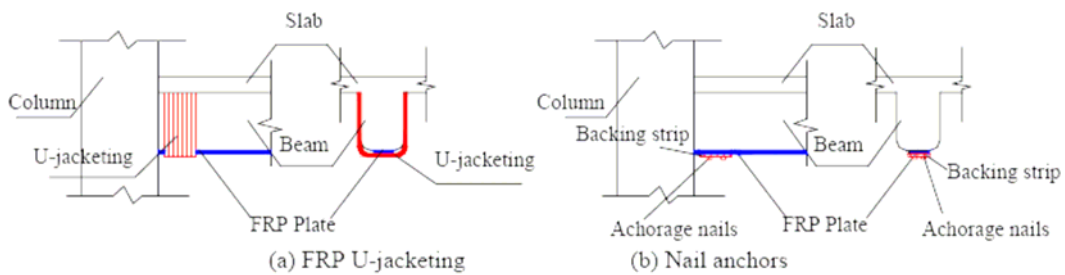 Slab
Column
U-jacketing
Beam
U-jacketing
FRP Plate
(a) FRP U-jacketing
Slab
Column
Backing strip
Beam
Backing strip
Achorage nails
FRP Plate
Achorage nails
(b) Nail anchors